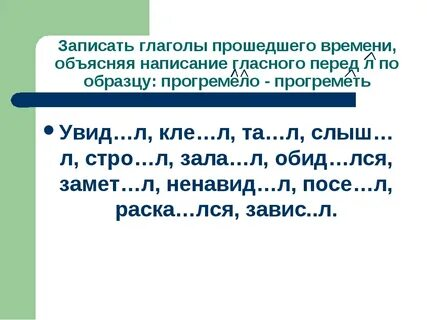 Записать глаголы прошедшего времени,
объясняя написание гласного перед л по
образцу: прогремело - прогреметь
Увид…л, кле…л, та…л, слыш…
л, стро…л, зала…л, обид…лся,
замет…л, ненавид…л, посе…л,
раска…лся, завис..л.